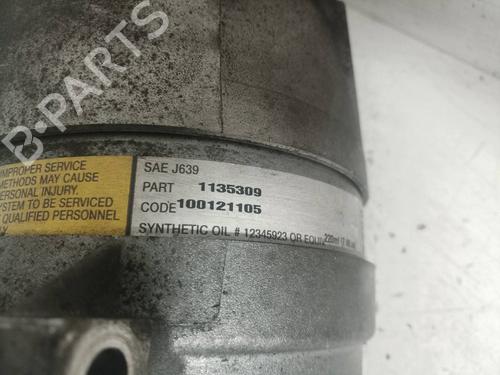 B-PARTS
IMPROPER SERVICE
METHODS MAY CAUSE
PERSONAL INJURY.
SYSTEM TO BE SERVICED
QUALIFIED PERSONNEL
SAE J639
PART 1135309
CODE 100121105
SYNTHETIC OIL # 12345923 OR EQUIV 220ml